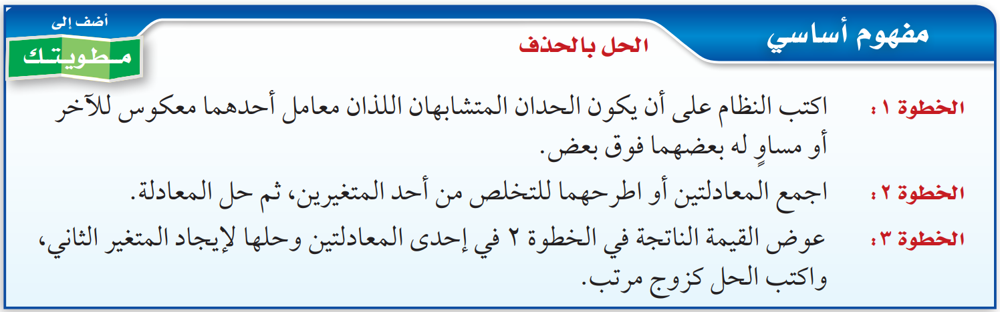 مفهوم أساسي
الحل بالحذف
أضف إلى
مطويتك
الخطوة ١: اكتب النظام على أن يكون الحدان المتشابهان اللذان معامل أحدهما معكوس للآخر
أو مساوٍ له بعضهما فوق بعض.
الخطوة ٢: اجمع المعادلتين أو اطرحهما للتخلص من أحد المتغيرين، ثم حل المعادلة.
الخطوة ٣: عوض القيمة الناتجة في الخطوة ٢ في إحدى المعادلتين وحلها لإيجاد المتغير الثاني،
واكتب الحل كزوج مرتب.